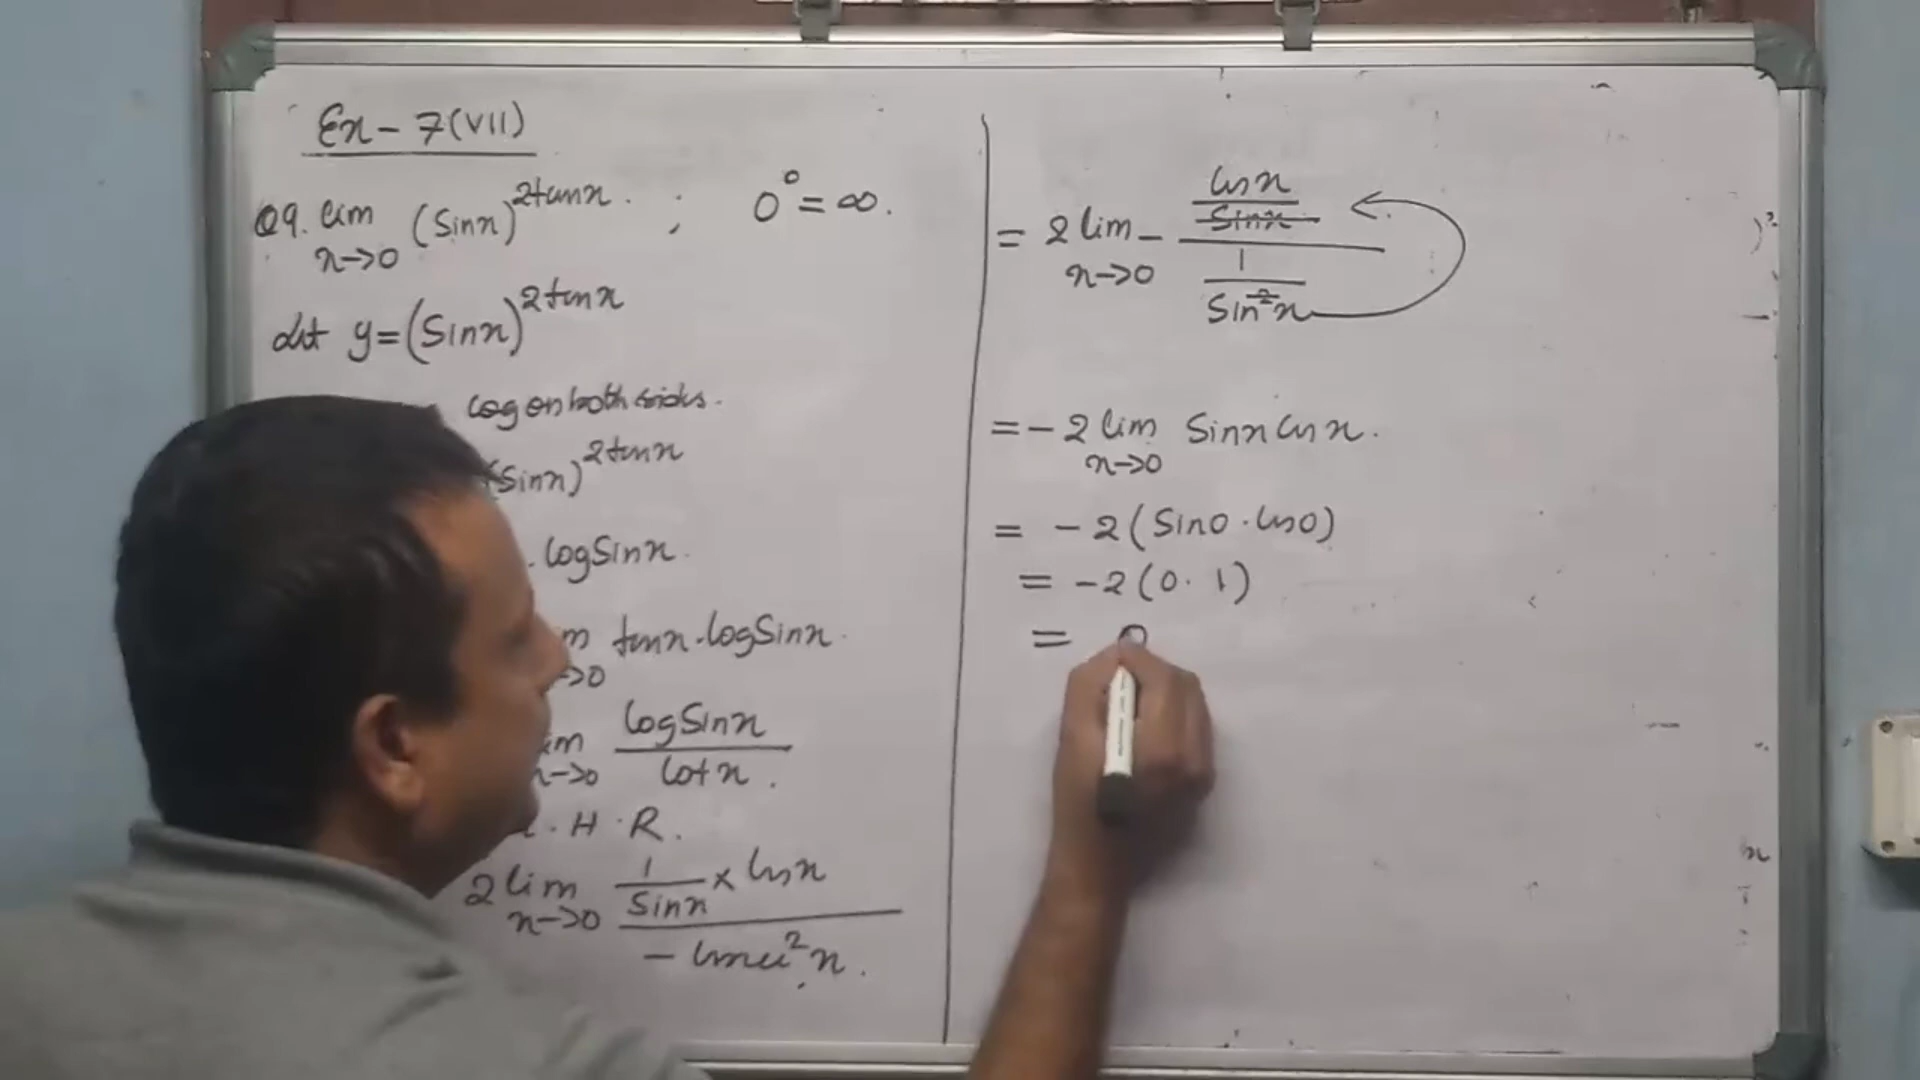 Ex - 7(VII)
Q9. lim (Sinx)^2tanx. ; 0^0 = ∞.
x→0
Let y = (Sinx)^2tanx
log on both sides.
(Sinx)^2tanx
. logSinx.
m tanx. logSinx.
→0
im logSinx / Cotx.
x→0
L. H. R.
2 lim 1/Sinx × Cosx / - Cosec²x.
x→0
= 2 lim - Cosx/Sinx / 1/Sin²x
x→0
= - 2 lim Sinx Cosx.
x→0
= - 2 (Sin0 . Cos0)
= - 2 (0 . 1)
= 0